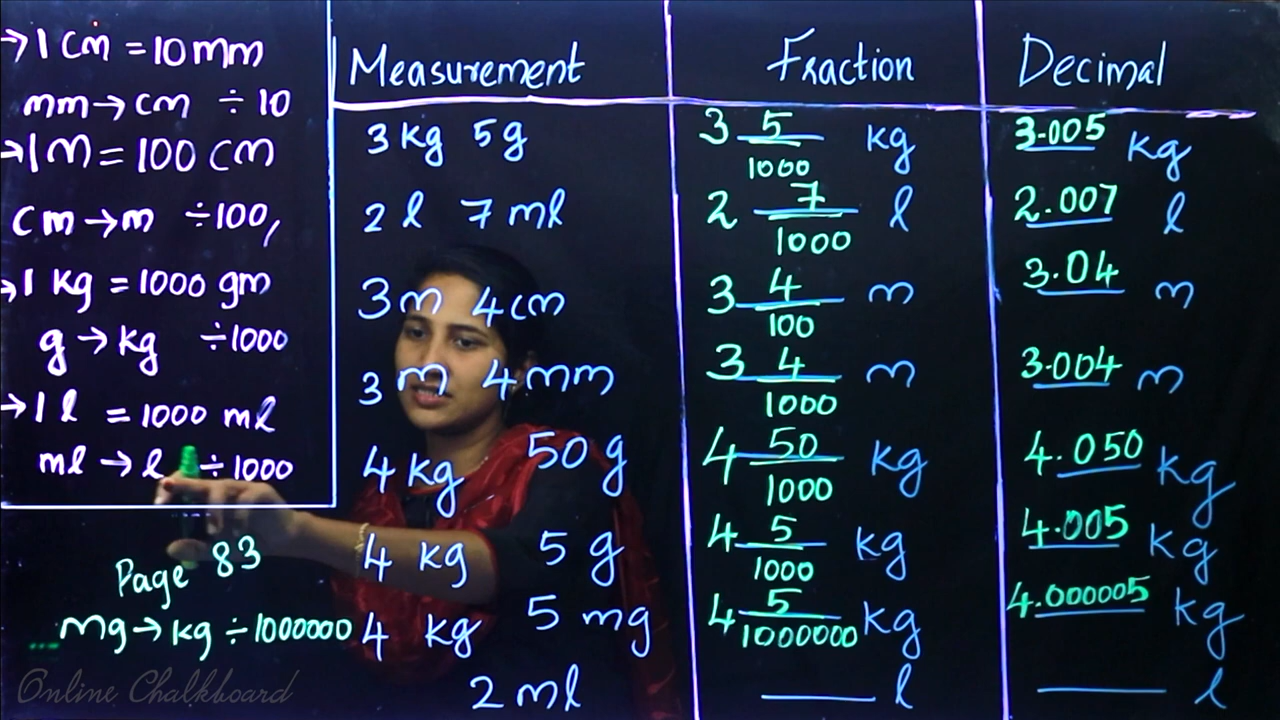 → 1 cm = 10 mm
mm → cm ÷ 10
→ 1 m = 100 cm
cm → m ÷ 100,
→ 1 kg = 1000 gm
g → kg ÷ 1000
→ 1 l = 1000 ml
ml → l ÷ 1000
Page 83
mg → kg ÷ 1000000
Online Chalkboard
Measurement Fraction Decimal
3 kg 5 g 3 5/1000 kg 3.005 kg
2 l 7 ml 2 7/1000 l 2.007 l
3 m 4 cm 3 4/100 m 3.04 m
3 m 4 mm 3 4/1000 m 3.004 m
4 kg 50 g 4 50/1000 kg 4.050 kg
4 kg 5 g 4 5/1000 kg 4.005 kg
4 kg 5 mg 4 5/1000000 kg 4.000005 kg
2 ml ____ l ____ l